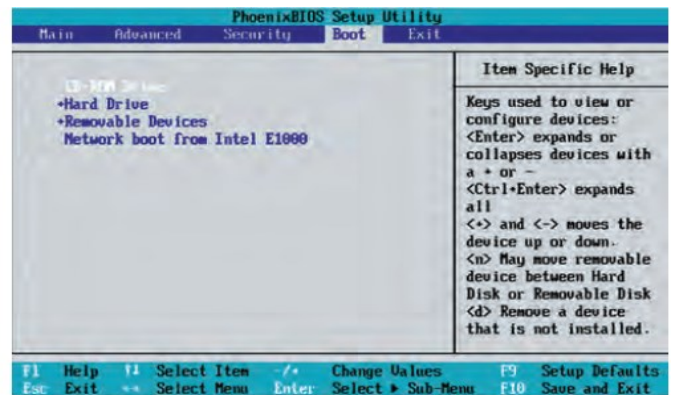 PhoenixBIOS Setup Utility
Main Advanced Security Boot Exit
CD-ROM Drive
+Hard Drive
+Removable Devices
Network boot from Intel E1000
Item Specific Help
Keys used to view or
configure devices:
<Enter> expands or
collapses devices with
a + or -
<Ctrl+Enter> expands
all
<+> and <-> moves the
device up or down.
<n> May move removable
device between Hard
Disk or Removable Disk
<d> Remove a device
that is not installed.
F1 Help ↑↓ Select Item -/+ Change Values F9 Setup Defaults
Esc Exit ↔ Select Menu Enter Select ▶ Sub-Menu F10 Save and Exit